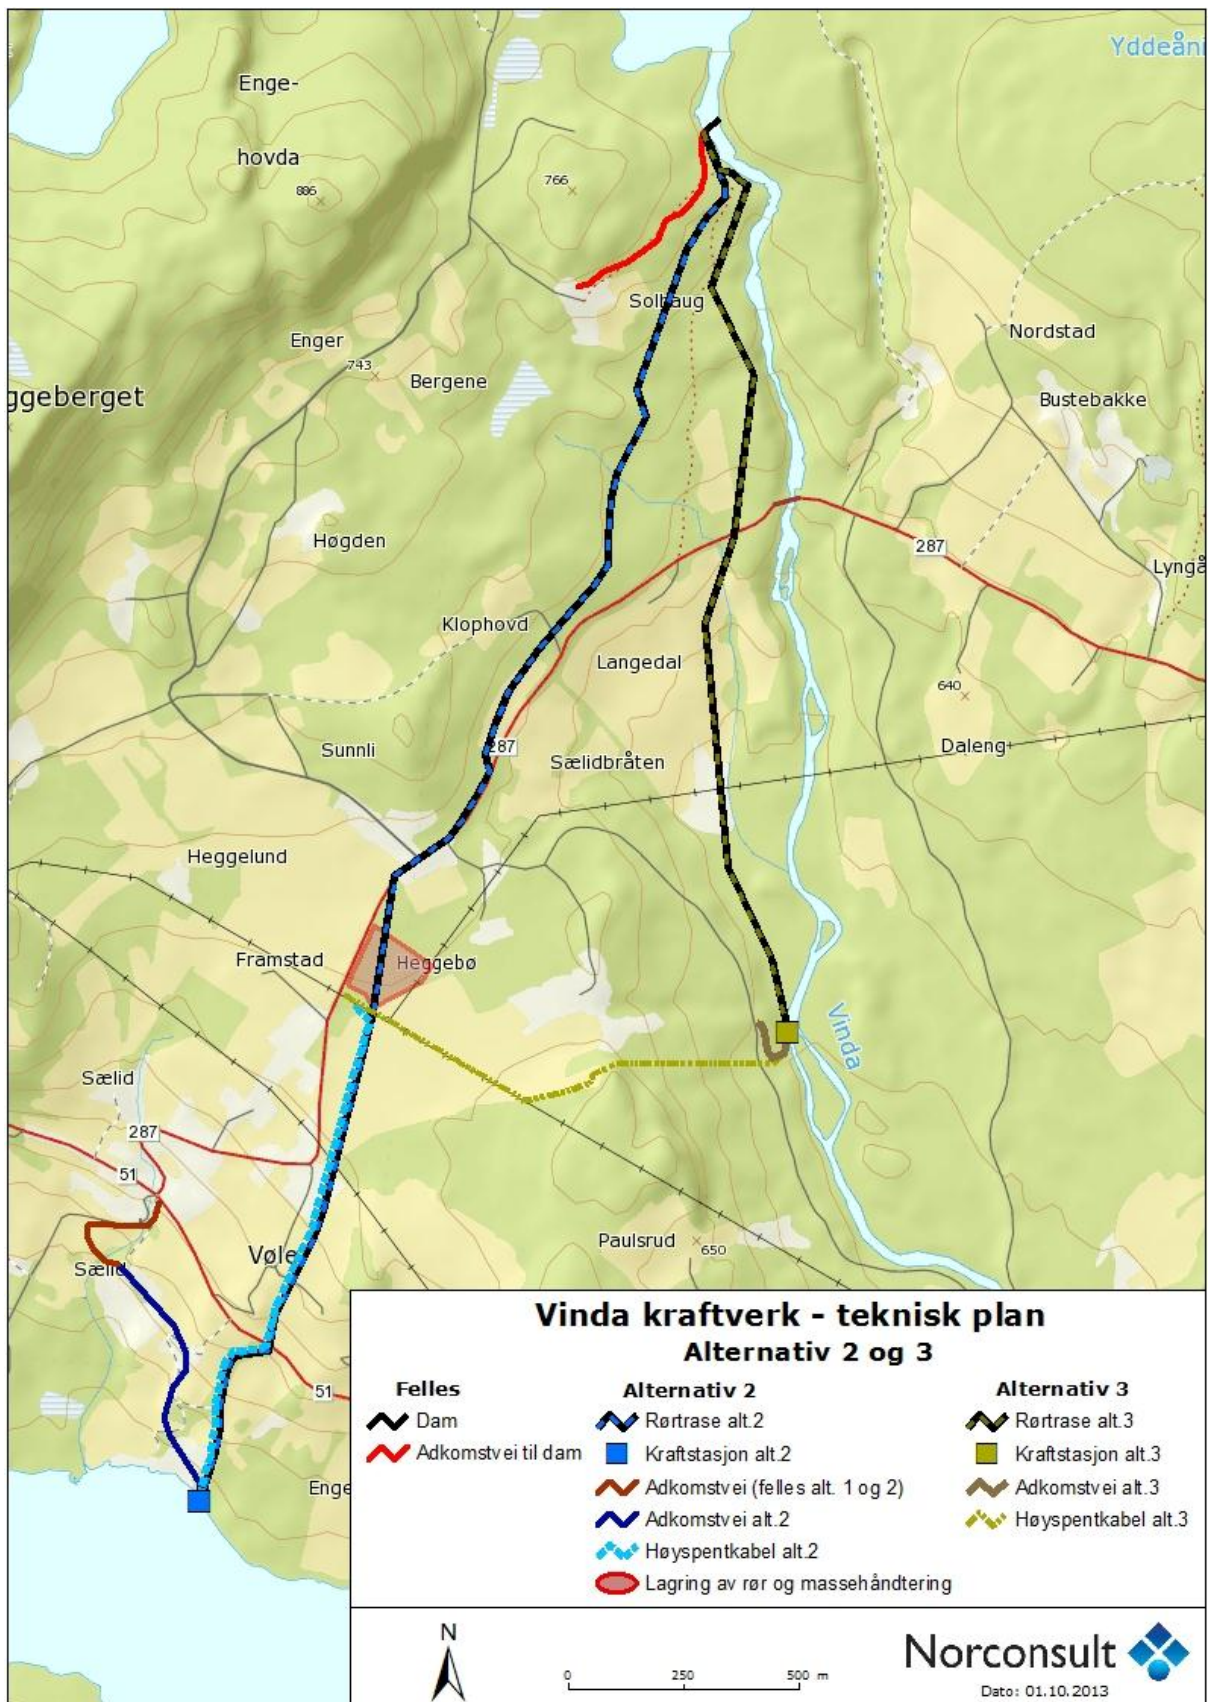 Yddeåni
Enge-
hovda
886
766
Solhaug
Nordstad
Enger
743
Bergene
ggeberget
Bustebakke
Høgden
287
Lyngå
Klophovd
Langedal
640
Sunnli
287
Sælidbråten
Daleng
Heggelund
Framstad
Heggebø
Vinda
Sælid
287
51
Paulsrud
650
Vøle
Sælid
51
Enge
Vinda kraftverk - teknisk plan
Alternativ 2 og 3
Felles
Dam
Adkomstvei til dam
Alternativ 2
Rørtrase alt.2
Kraftstasjon alt.2
Adkomstvei (felles alt. 1 og 2)
Adkomstvei alt.2
Høyspentkabel alt.2
Lagring av rør og massehåndtering
Alternativ 3
Rørtrase alt.3
Kraftstasjon alt.3
Adkomstvei alt.3
Høyspentkabel alt.3
N
0 250 500 m
Norconsult
Dato: 01.10.2013